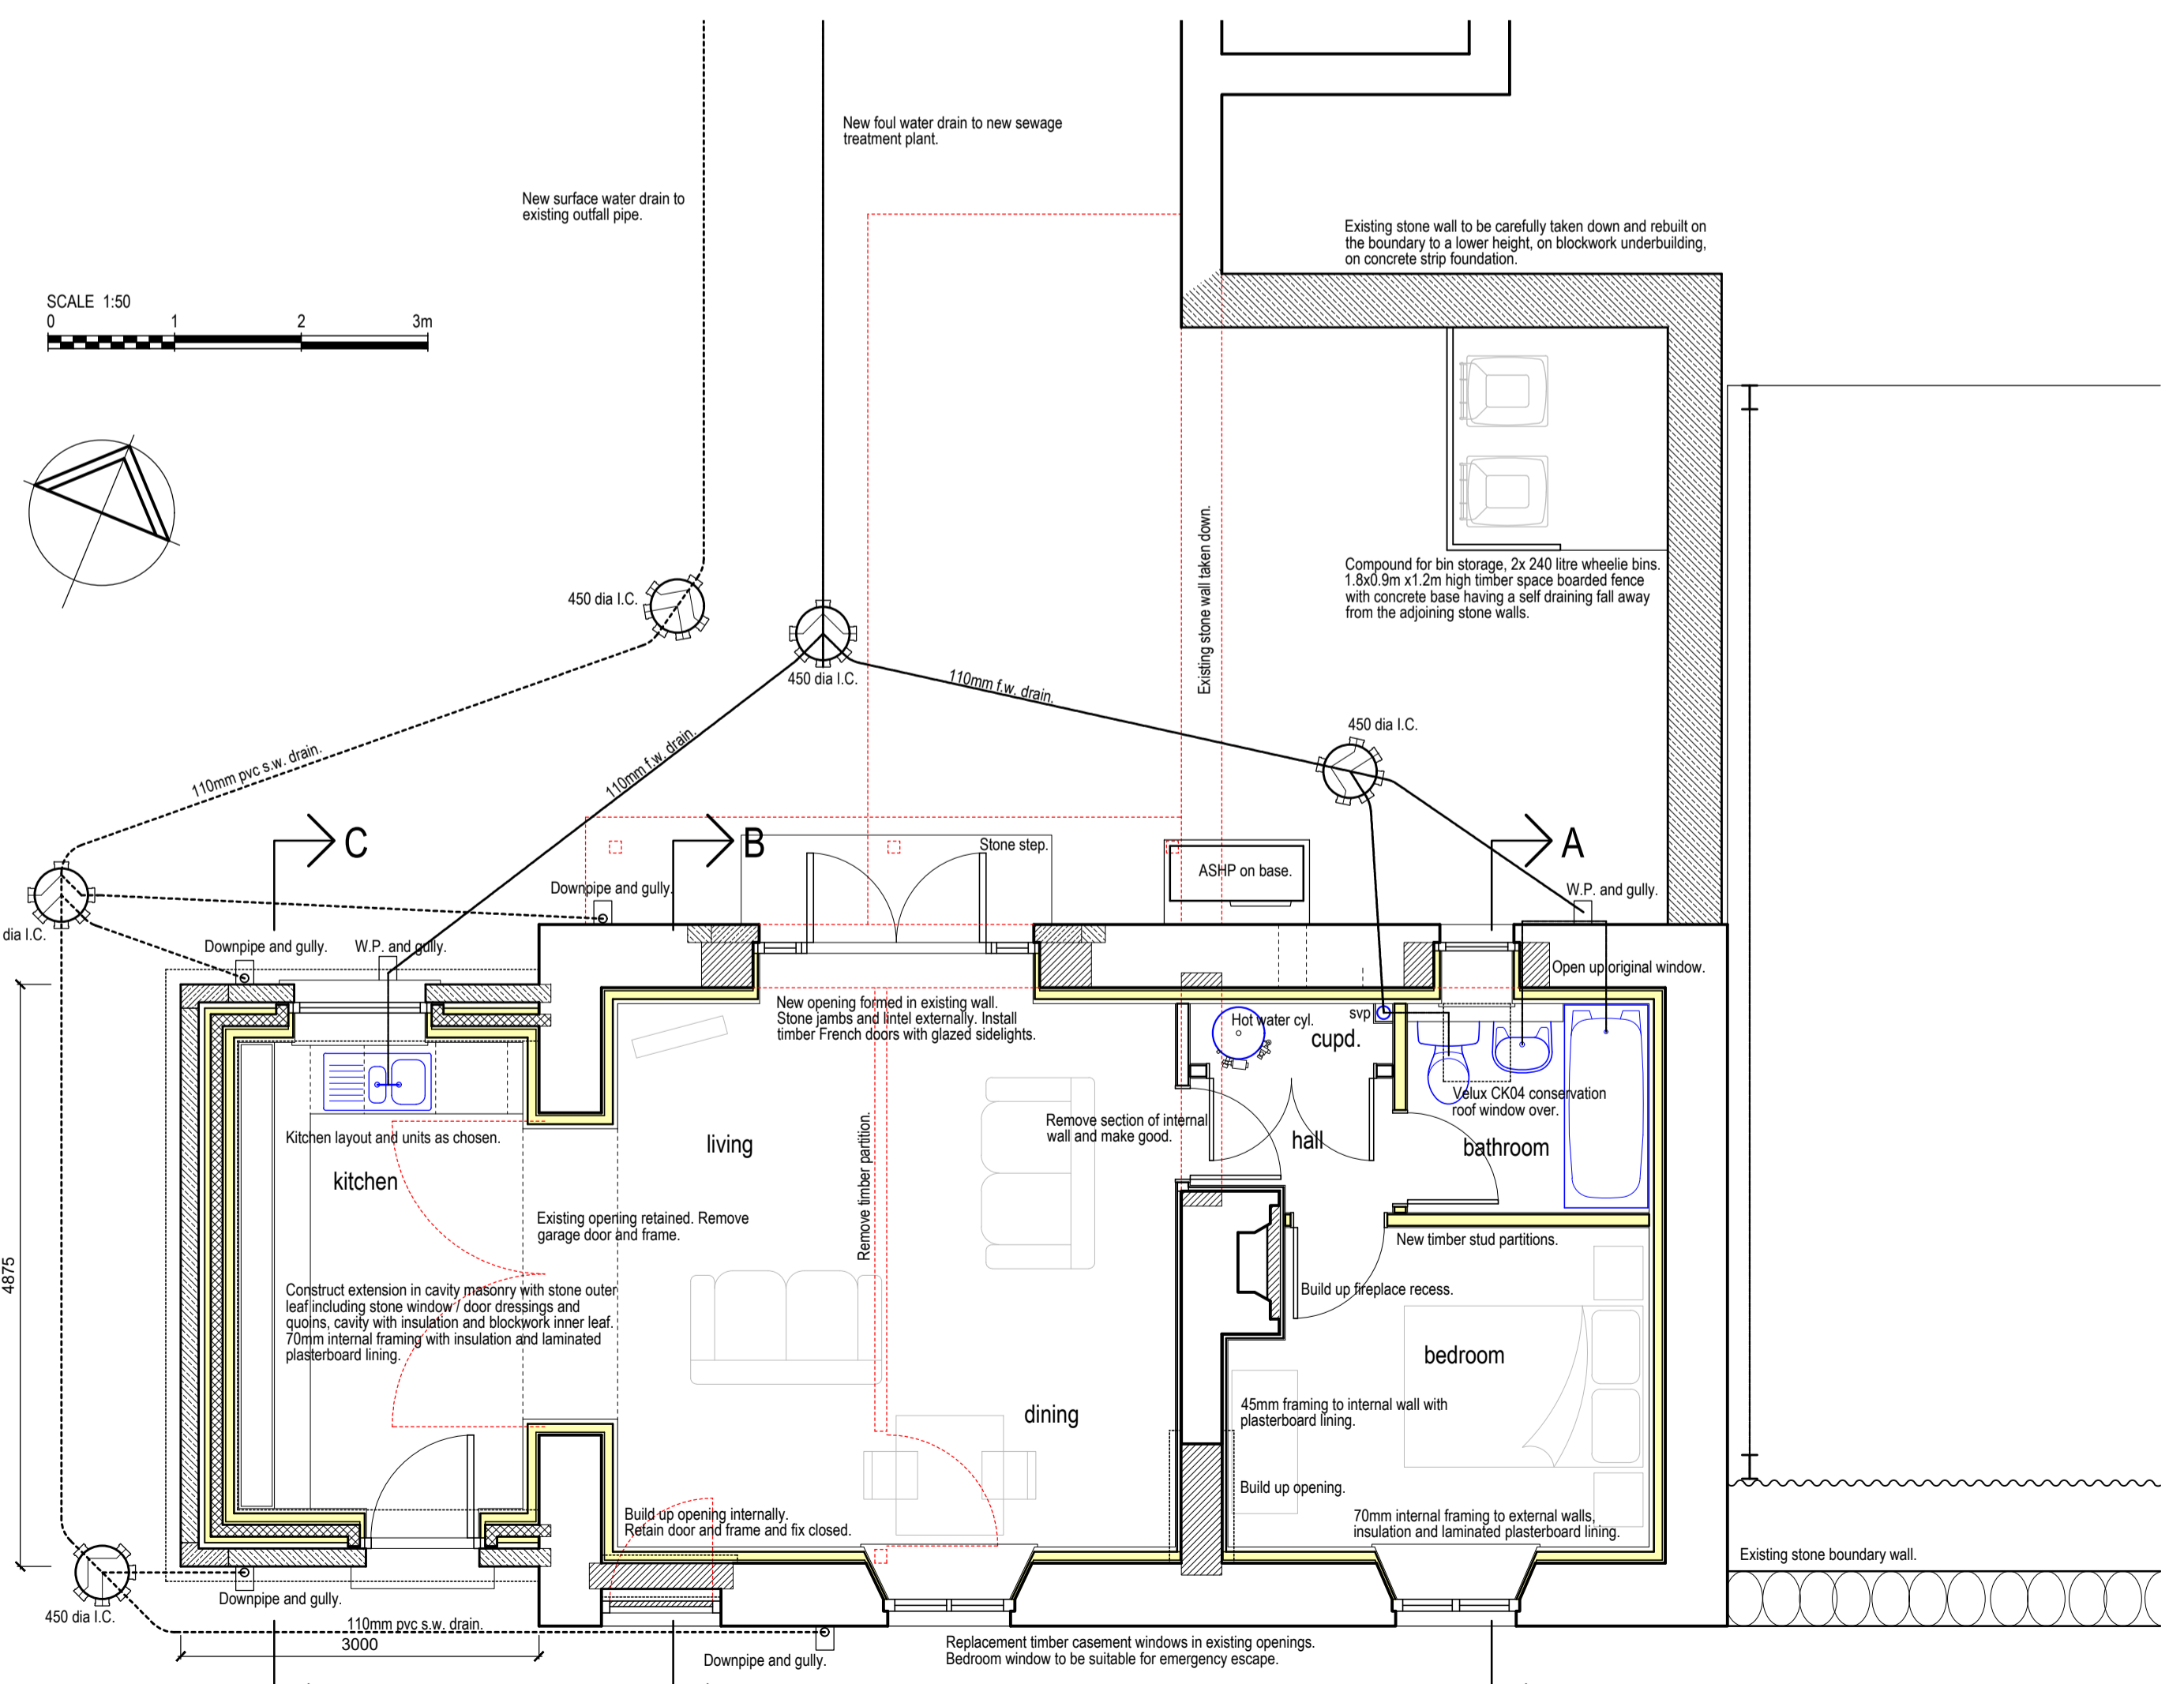 New foul water drain to new sewage
treatment plant.
New surface water drain to
existing outfall pipe.
Existing stone wall to be carefully taken down and rebuilt on
the boundary to a lower height, on blockwork underbuilding,
on concrete strip foundation.
SCALE 1:50
0 1 2 3m
Existing stone wall taken down.
Compound for bin storage, 2x 240 litre wheelie bins.
1.8x0.9m x1.2m high timber space boarded fence
with concrete base having a self draining fall away
from the adjoining stone walls.
450 dia I.C.
450 dia I.C.
110mm f.w. drain.
450 dia I.C.
110mm pvc s.w. drain.
110mm f.w. drain.
C
B
Stone step.
A
ASHP on base.
Downpipe and gully.
W.P. and gully.
dia I.C.
Downpipe and gully.
W.P. and gully.
Open up original window.
New opening formed in existing wall.
Stone jambs and lintel externally. Install
timber French doors with glazed sidelights.
Hot water cyl.
svp
cupd.
Velux CK04 conservation
roof window over.
Kitchen layout and units as chosen.
kitchen
living
Remove timber partition.
Remove section of internal
wall and make good.
hall
bathroom
Existing opening retained. Remove
garage door and frame.
New timber stud partitions.
Build up fireplace recess.
Construct extension in cavity masonry with stone outer
leaf including stone window / door dressings and
quoins, cavity with insulation and blockwork inner leaf.
70mm internal framing with insulation and laminated
plasterboard lining.
4875
bedroom
dining
45mm framing to internal wall with
plasterboard lining.
Build up opening.
Build up opening internally.
Retain door and frame and fix closed.
70mm internal framing to external walls,
insulation and laminated plasterboard lining.
Existing stone boundary wall.
Downpipe and gully.
450 dia I.C.
110mm pvc s.w. drain.
3000
Downpipe and gully.
Replacement timber casement windows in existing openings.
Bedroom window to be suitable for emergency escape.